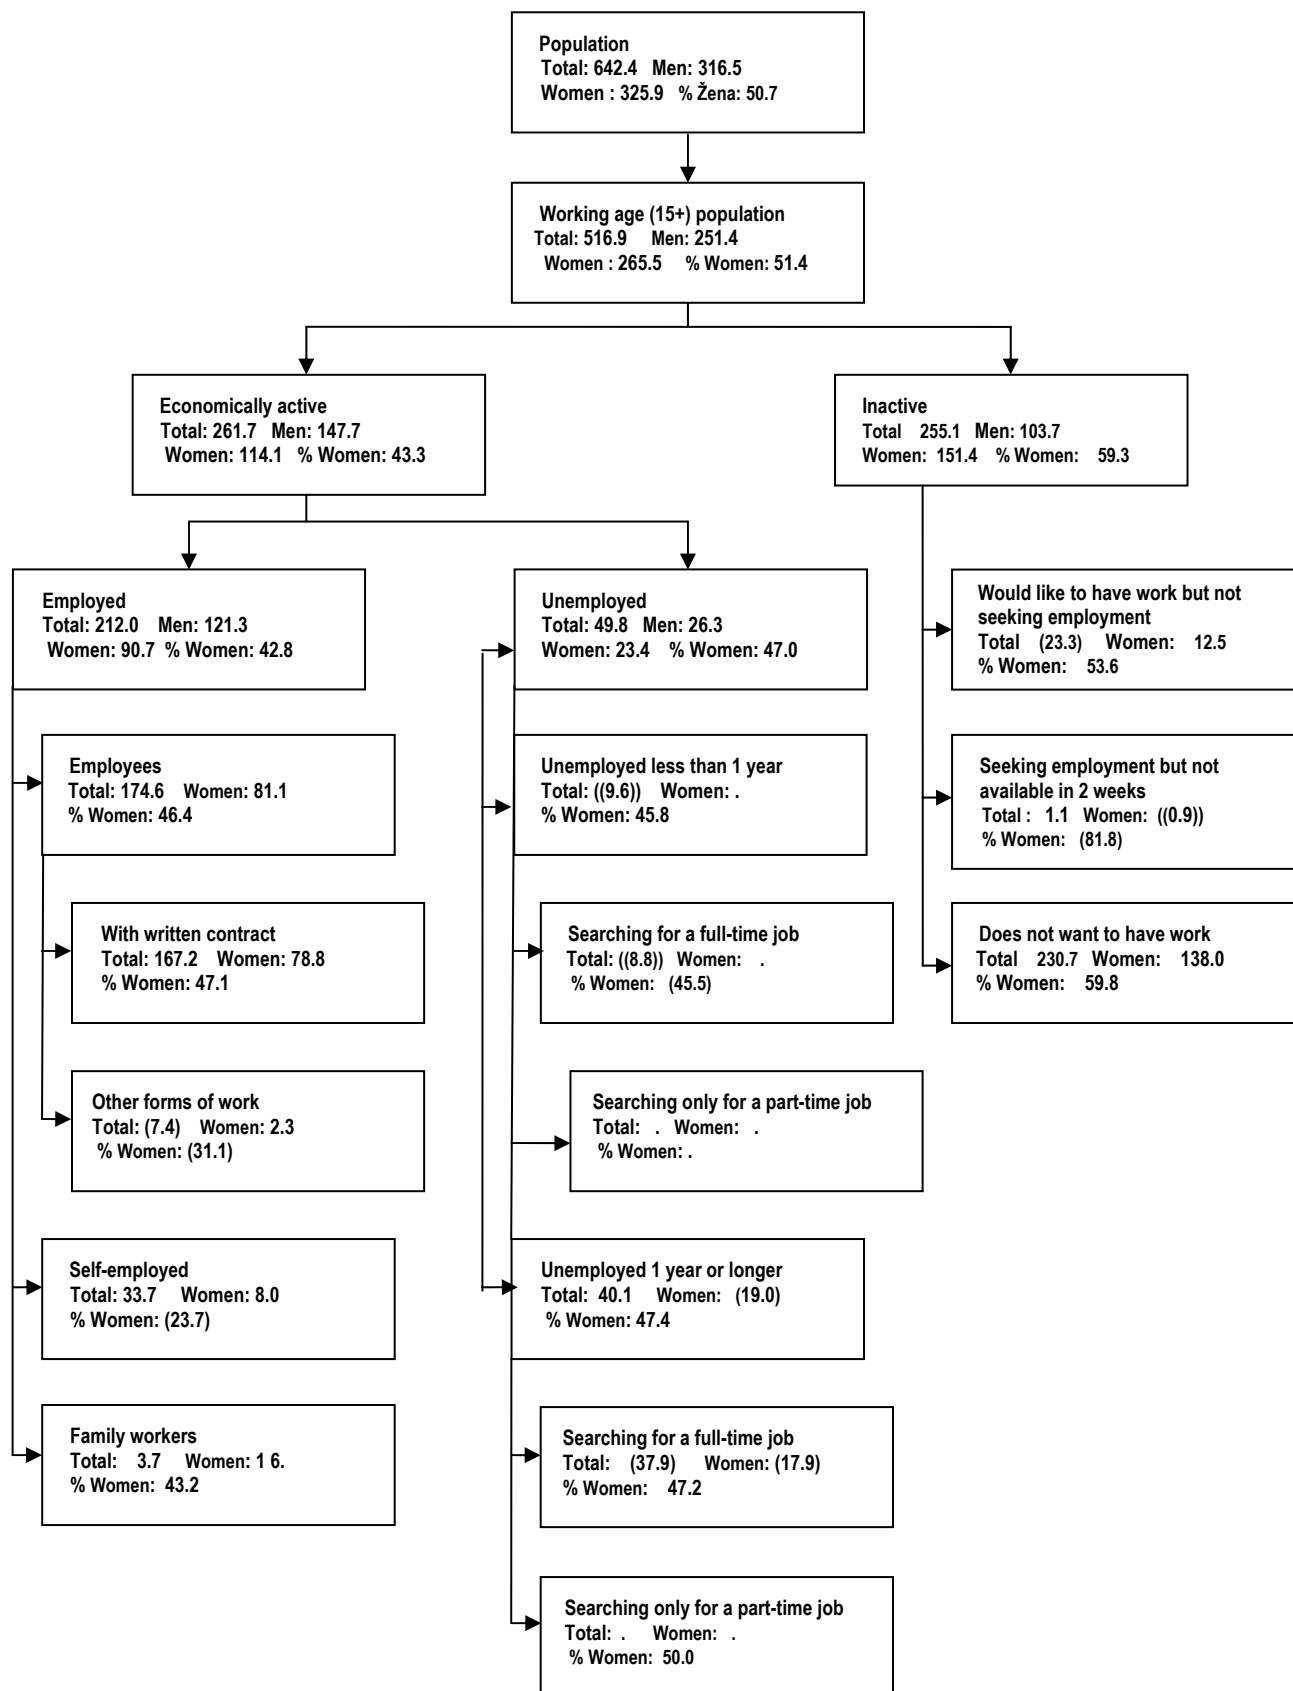 Population
Total: 642.4 Men: 316.5
Women : 325.9 % Žena: 50.7
Working age (15+) population
Total: 516.9 Men: 251.4
Women : 265.5 % Women: 51.4
Economically active
Total: 261.7 Men: 147.7
Women: 114.1 % Women: 43.3
Inactive
Total 255.1 Men: 103.7
Women: 151.4 % Women: 59.3
Employed
Total: 212.0 Men: 121.3
Women: 90.7 % Women: 42.8
Unemployed
Total: 49.8 Men: 26.3
Women: 23.4 % Women: 47.0
Would like to have work but not
seeking employment
Total (23.3) Women: 12.5
% Women: 53.6
Employees
Total: 174.6 Women: 81.1
% Women: 46.4
Unemployed less than 1 year
Total: ((9.6)) Women: .
% Women: 45.8
Seeking employment but not
available in 2 weeks
Total : 1.1 Women: ((0.9))
% Women: (81.8)
With written contract
Total: 167.2 Women: 78.8
% Women: 47.1
Searching for a full-time job
Total: ((8.8)) Women: .
% Women: (45.5)
Does not want to have work
Total 230.7 Women: 138.0
% Women: 59.8
Other forms of work
Total: (7.4) Women: 2.3
% Women: (31.1)
Searching only for a part-time job
Total: . Women: .
% Women: .
Self-employed
Total: 33.7 Women: 8.0
% Women: (23.7)
Unemployed 1 year or longer
Total: 40.1 Women: (19.0)
% Women: 47.4
Family workers
Total: 3.7 Women: 1 6.
% Women: 43.2
Searching for a full-time job
Total: (37.9) Women: (17.9)
% Women: 47.2
Searching only for a part-time job
Total: . Women: .
% Women: 50.0